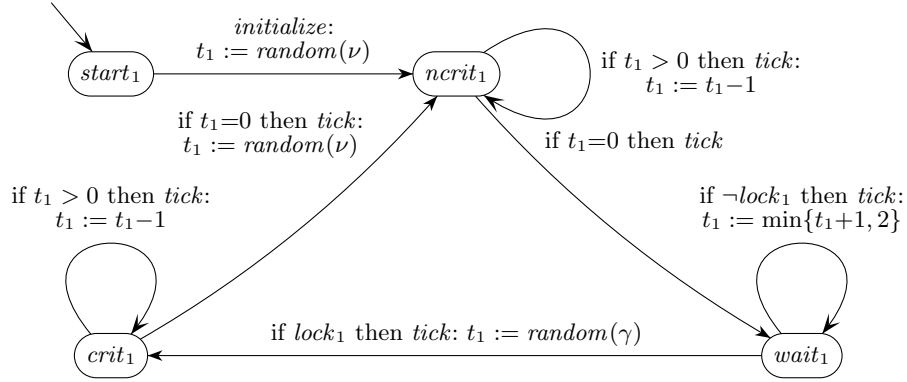 initialize:
t₁ := random(ν)
start₁
ncrit₁
if t₁ > 0 then tick:
t₁ := t₁−1
if t₁=0 then tick:
t₁ := random(ν)
if t₁=0 then tick
if t₁ > 0 then tick:
t₁ := t₁−1
if ¬lock₁ then tick:
t₁ := min{t₁+1, 2}
if lock₁ then tick: t₁ := random(γ)
crit₁
wait₁